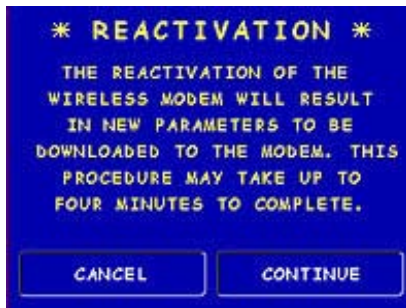 * REACTIVATION *
THE REACTIVATION OF THE
WIRELESS MODEM WILL RESULT
IN NEW PARAMETERS TO BE
DOWNLOADED TO THE MODEM. THIS
PROCEDURE MAY TAKE UP TO
FOUR MINUTES TO COMPLETE.
CANCEL CONTINUE